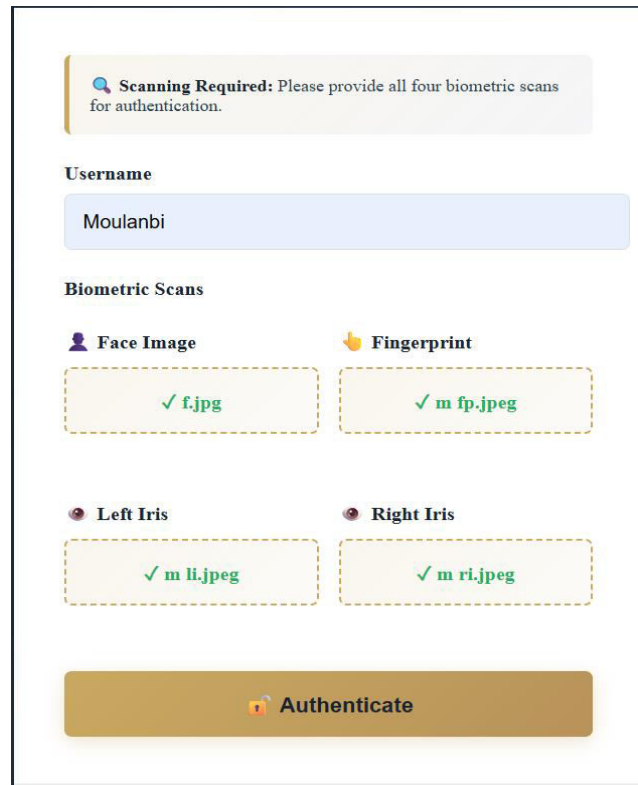 Scanning Required: Please provide all four biometric scans
for authentication.
Username
Moulanbi
Biometric Scans
Face Image
Fingerprint
✓ f.jpg
✓ m fp.jpeg
Left Iris
Right Iris
✓ m li.jpeg
✓ m ri.jpeg
Authenticate